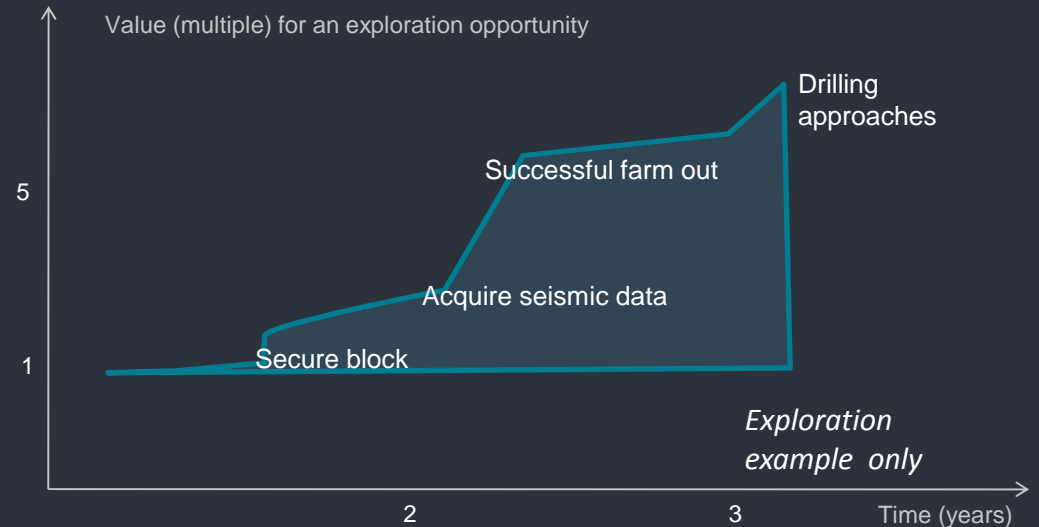 Value (multiple) for an exploration opportunity
Drilling
approaches
Successful farm out
5
Acquire seismic data
Secure block
1
Exploration
example only
2
3
Time (years)